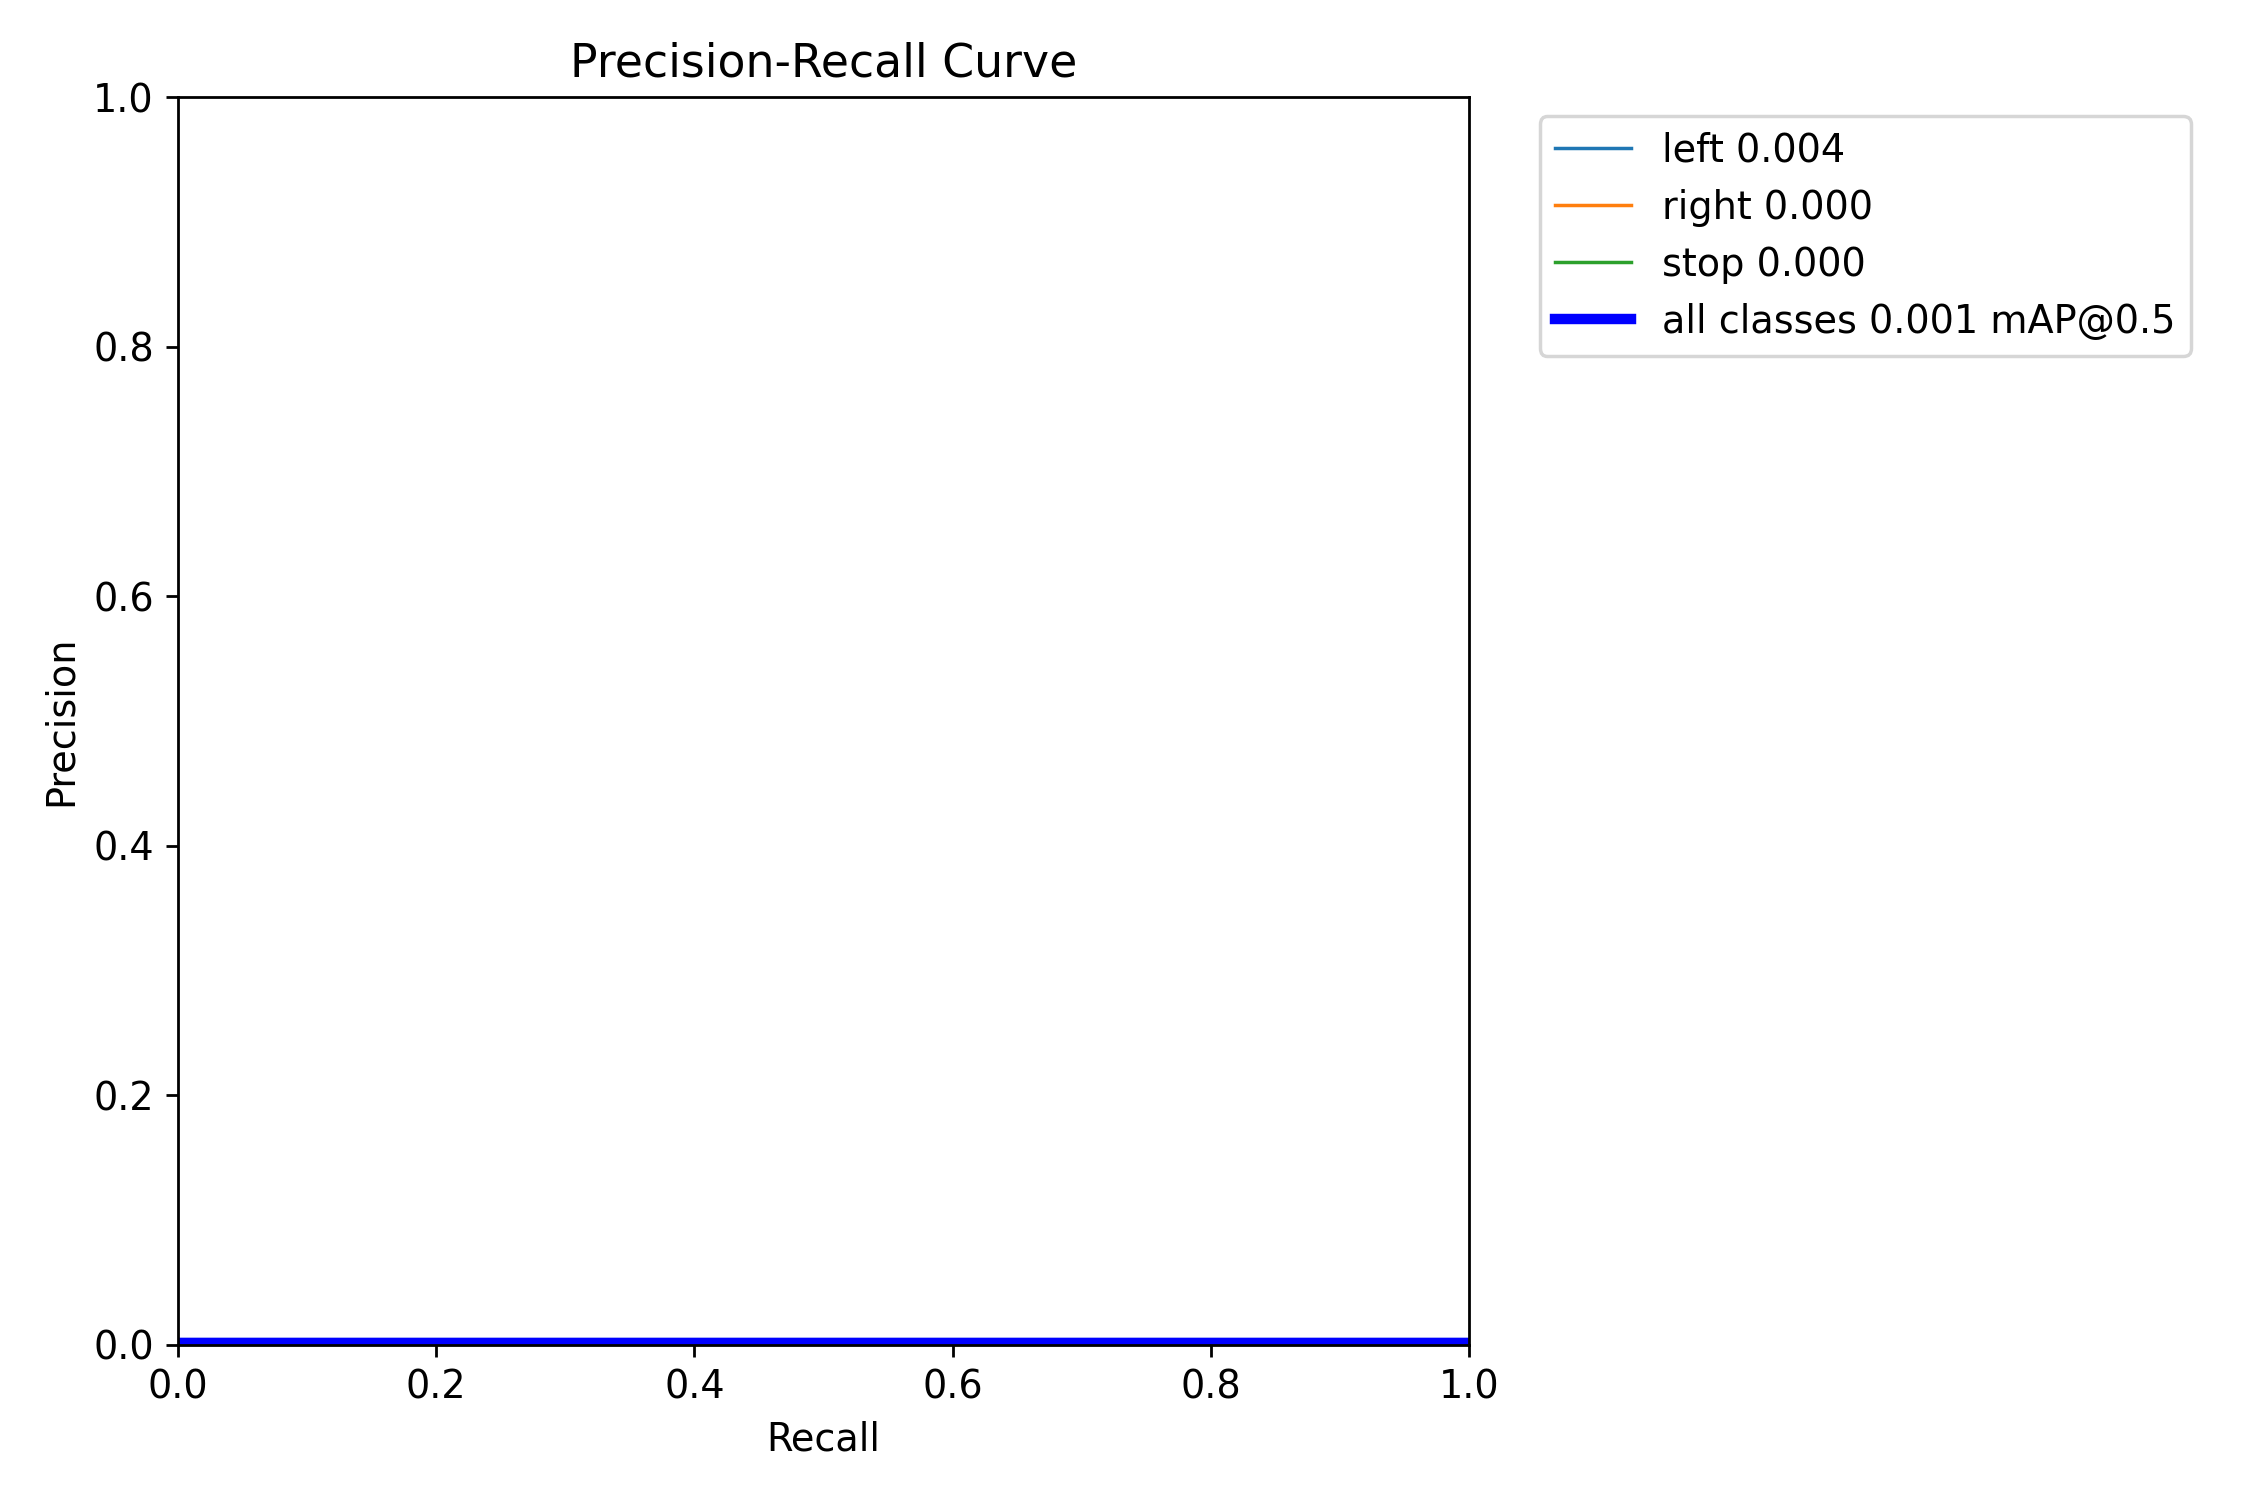 Precision-Recall Curve
1.0
0.8
0.6
0.4
0.2
0.0
Precision
0.0 0.2 0.4 0.6 0.8 1.0
Recall
left 0.004
right 0.000
stop 0.000
all classes 0.001 mAP@0.5